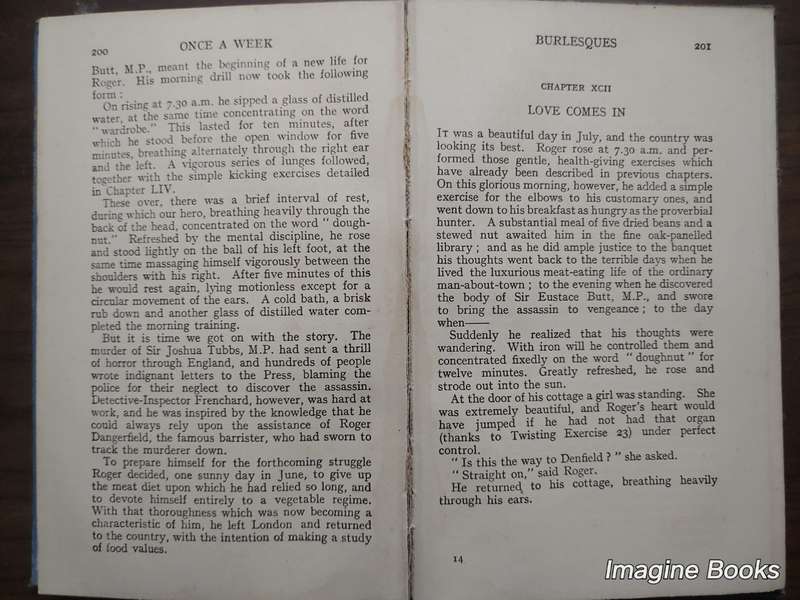 200 ONCE A WEEK
Butt, M.P., meant the beginning of a new life for
Roger. His morning drill now took the following
form :
On rising at 7.30 a.m. he sipped a glass of distilled
water, at the same time concentrating on the word
" wardrobe." This lasted for ten minutes, after
which he stood before the open window for five
minutes, breathing alternately through the right ear
and the left. A vigorous series of lunges followed,
together with the simple kicking exercises detailed
in Chapter LIV.
These over, there was a brief interval of rest,
during which our hero, breathing heavily through the
back of the head, concentrated on the word " dough-
nut." Refreshed by the mental discipline, he rose
and stood lightly on the ball of his left foot, at the
same time massaging himself vigorously between the
shoulders with his right. After five minutes of this
he would rest again, lying motionless except for a
circular movement of the ears. A cold bath, a brisk
rub down and another glass of distilled water com-
pleted the morning training.
But it is time we got on with the story. The
murder of Sir Joshua Tubbs, M.P. had sent a thrill
of horror through England, and hundreds of people
wrote indignant letters to the Press, blaming the
police for their neglect to discover the assassin.
Detective-Inspector Frenchard, however, was hard at
work, and he was inspired by the knowledge that he
could always rely upon the assistance of Roger
Dangerfield, the famous barrister, who had sworn to
track the murderer down.
To prepare himself for the forthcoming struggle
Roger decided, one sunny day in June, to give up
the meat diet upon which he had relied so long, and
to devote himself entirely to a vegetable regime.
With that thoroughness which was now becoming a
characteristic of him, he left London and returned
to the country, with the intention of making a study
of food values.
BURLESQUES 201
CHAPTER XCII
LOVE COMES IN
IT was a beautiful day in July, and the country was
looking its best. Roger rose at 7.30 a.m. and per-
formed those gentle, health-giving exercises which
have already been described in previous chapters.
On this glorious morning, however, he added a simple
exercise for the elbows to his customary ones, and
went down to his breakfast as hungry as the proverbial
hunter. A substantial meal of five dried beans and a
stewed nut awaited him in the fine oak-panelled
library ; and as he did ample justice to the banquet
his thoughts went back to the terrible days when he
lived the luxurious meat-eating life of the ordinary
man-about-town ; to the evening when he discovered
the body of Sir Eustace Butt, M.P., and swore
to bring the assassin to vengeance ; to the day
when——
Suddenly he realized that his thoughts were
wandering. With iron will he controlled them and
concentrated fixedly on the word " doughnut " for
twelve minutes. Greatly refreshed, he rose and
strode out into the sun.
At the door of his cottage a girl was standing. She
was extremely beautiful, and Roger's heart would
have jumped if he had not had that organ
(thanks to Twisting Exercise 23) under perfect
control.
" Is this the way to Denfield ? " she asked.
" Straight on," said Roger.
He returned to his cottage, breathing heavily
through his ears.
14
Imagine Books